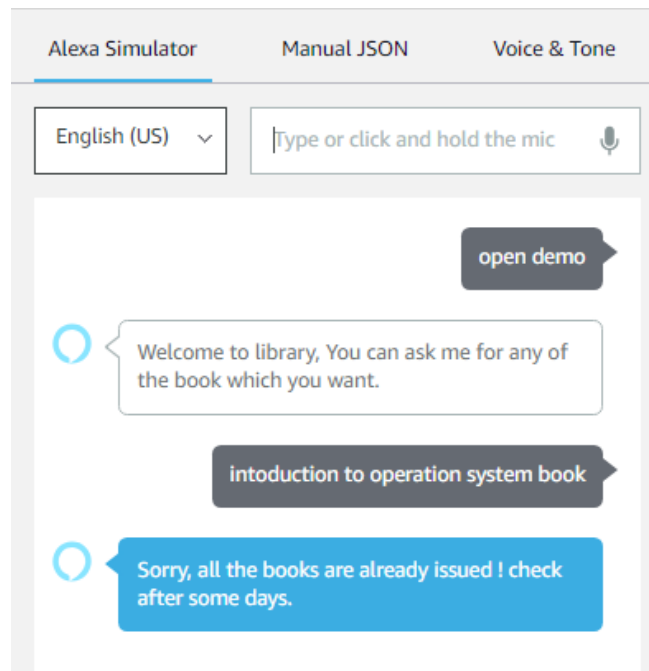 Alexa Simulator Manual JSON Voice & Tone
English (US) Type or click and hold the mic
open demo
Welcome to library, You can ask me for any of
the book which you want.
intoduction to operation system book
Sorry, all the books are already issued ! check
after some days.